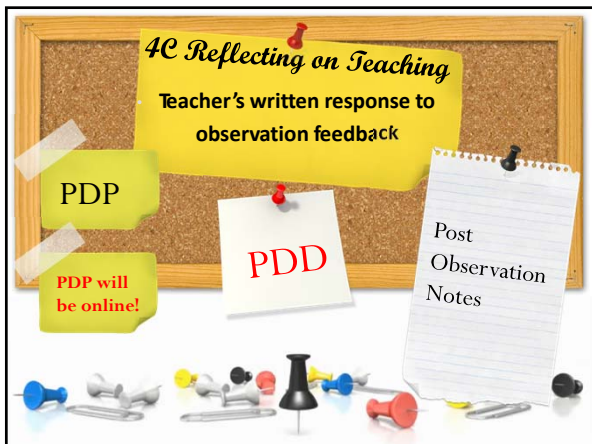 4C Reflecting on Teaching
Teacher's written response to
observation feedback
PDP
PDP will
be online!
PDD
Post
Observation
Notes